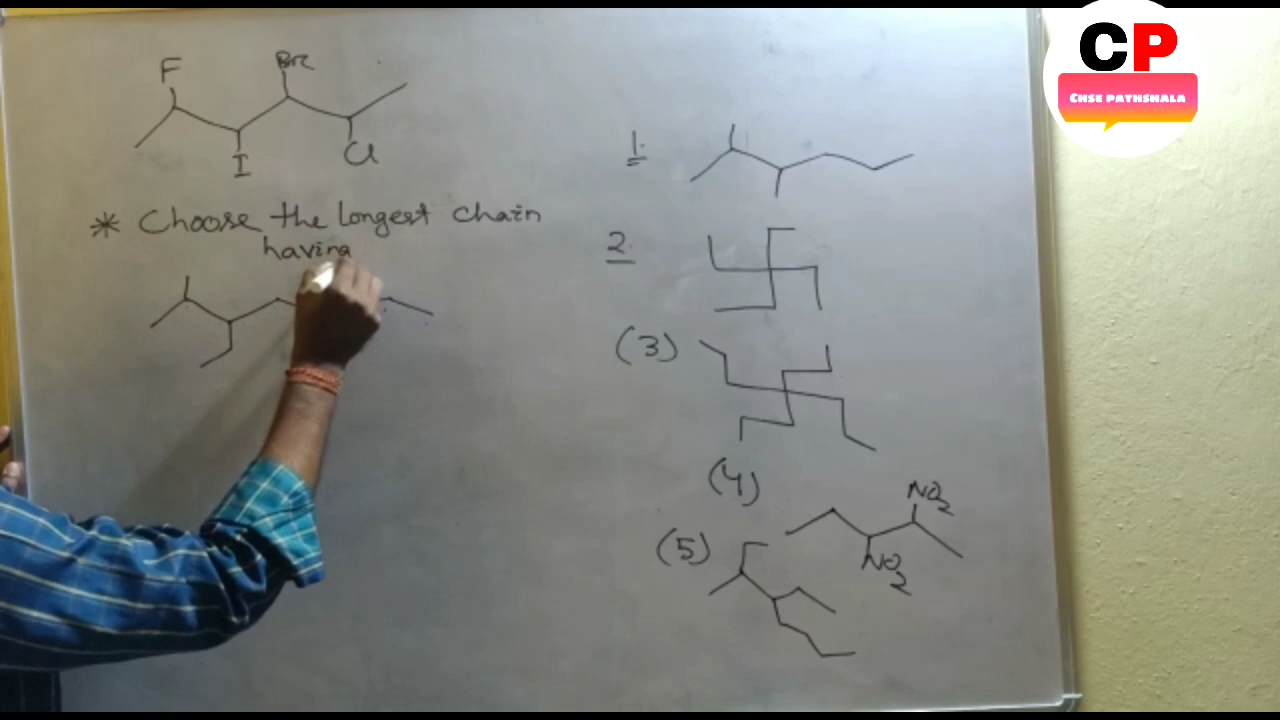 CP
CHSE PATHSHALA
F
Br
I
Cl
* Choose the longest chain
having
1.
2.
(3)
(4)
NO2
NO2
(5)